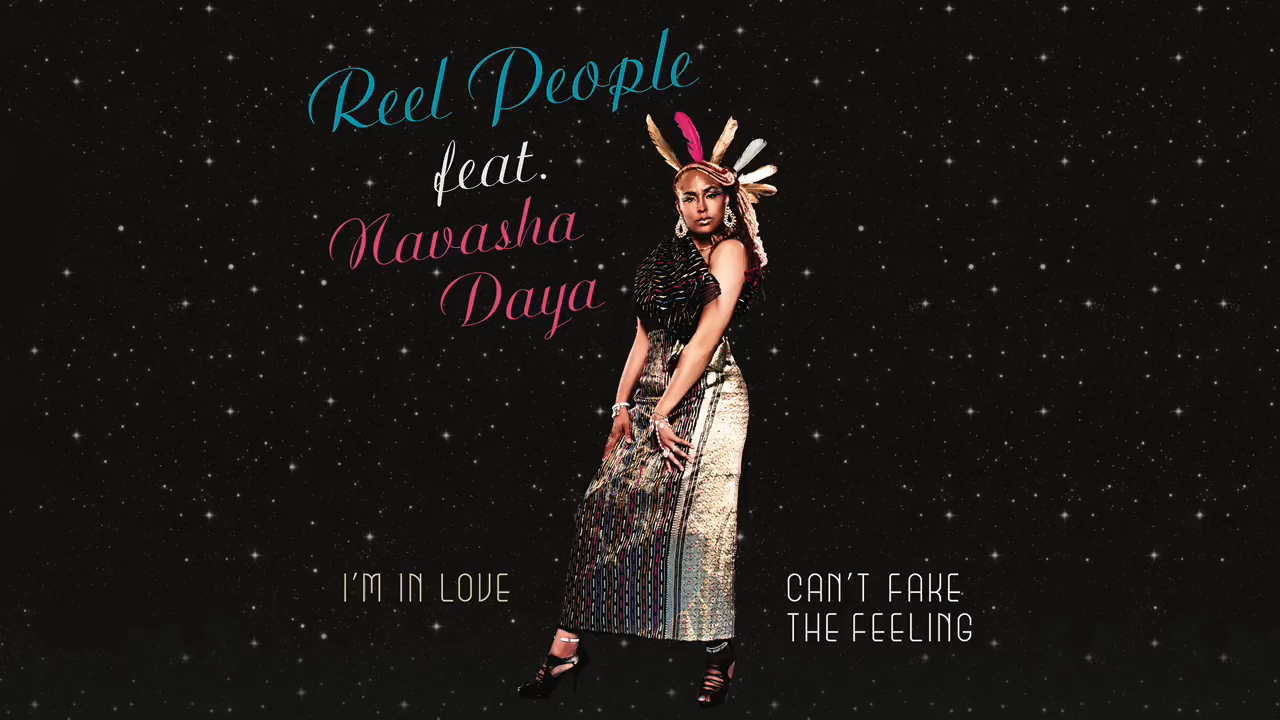 Reel People
feat.
Navasha
Daya
I'M IN LOVE
CAN'T FAKE
THE FEELING